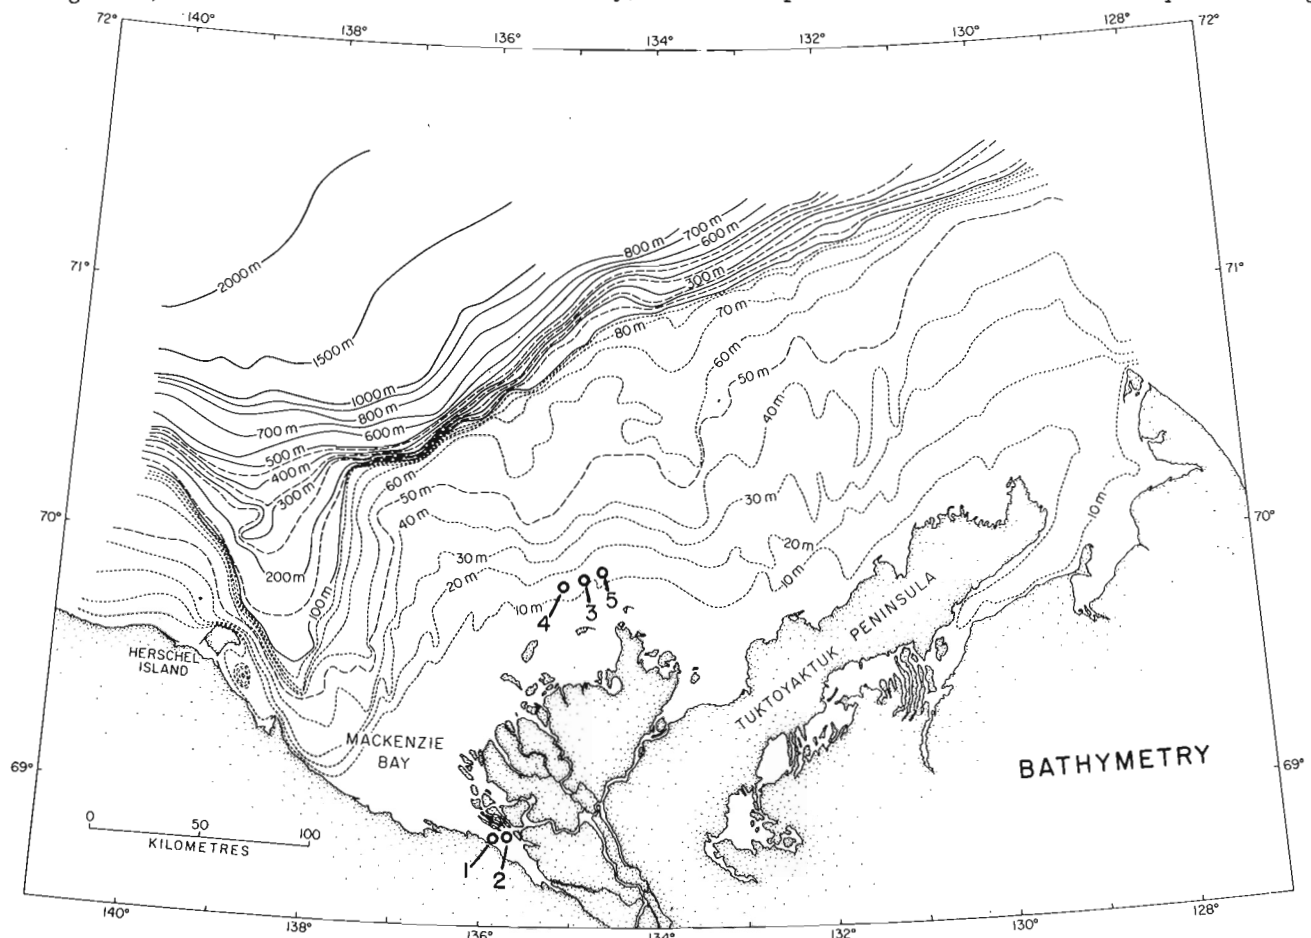 72° 140° 138° 136° 134° 132° 130° 128° 72°
800 m 700 m
600 m
2000 m 300 m
71° 71°
70 m
80 m
60 m
1500 m
50 m
1000 m
40 m
800 m
700 m 600 m
500 m
400 m 60 m
300 m 50 m 30 m 10 m
70° 40 m 70°
30 m 20 m
200 m 20 m 10 m
100 m 10 m
4 3 5
HERSCHEL
ISLAND
TUKTOYAKTUK PENINSULA
MACKENZIE
BAY
BATHYMETRY
69° 69°
0 50 100
KILOMETRES
1 2
140° 138° 136° 134° 132° 130° 128°